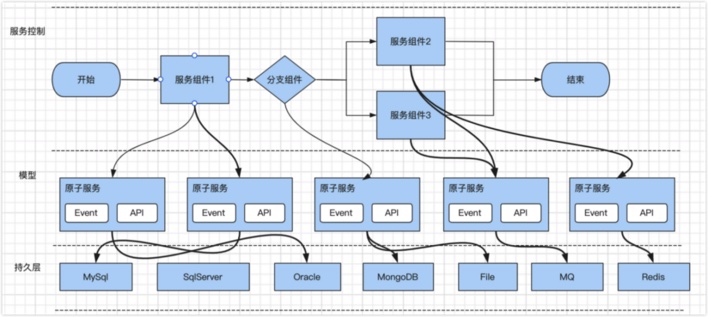 服务控制
开始
服务组件1
分支组件
服务组件2
服务组件3
结束
模型
原子服务
Event
API
原子服务
Event
API
原子服务
Event
API
原子服务
Event
API
原子服务
Event
API
持久层
MySql
SqlServer
Oracle
MongoDB
File
MQ
Redis